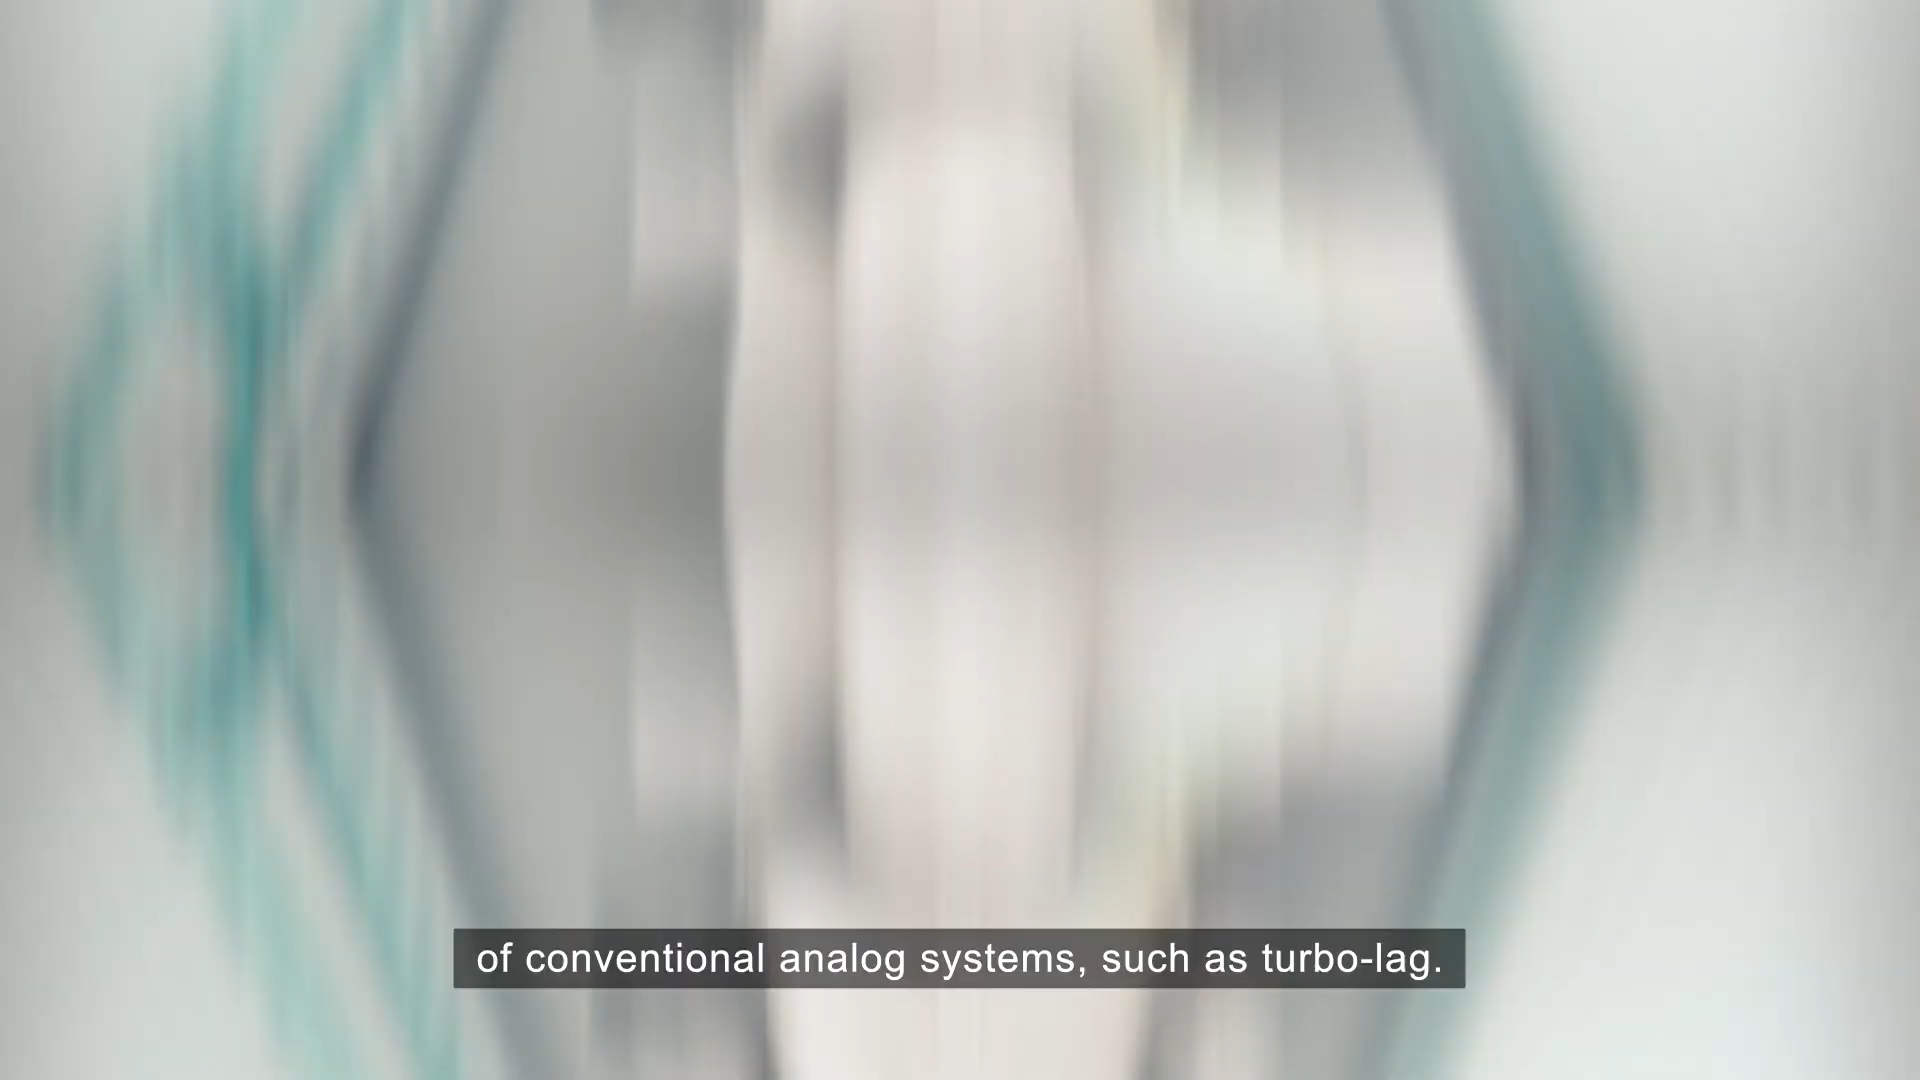 of conventional analog systems, such as turbo-lag.